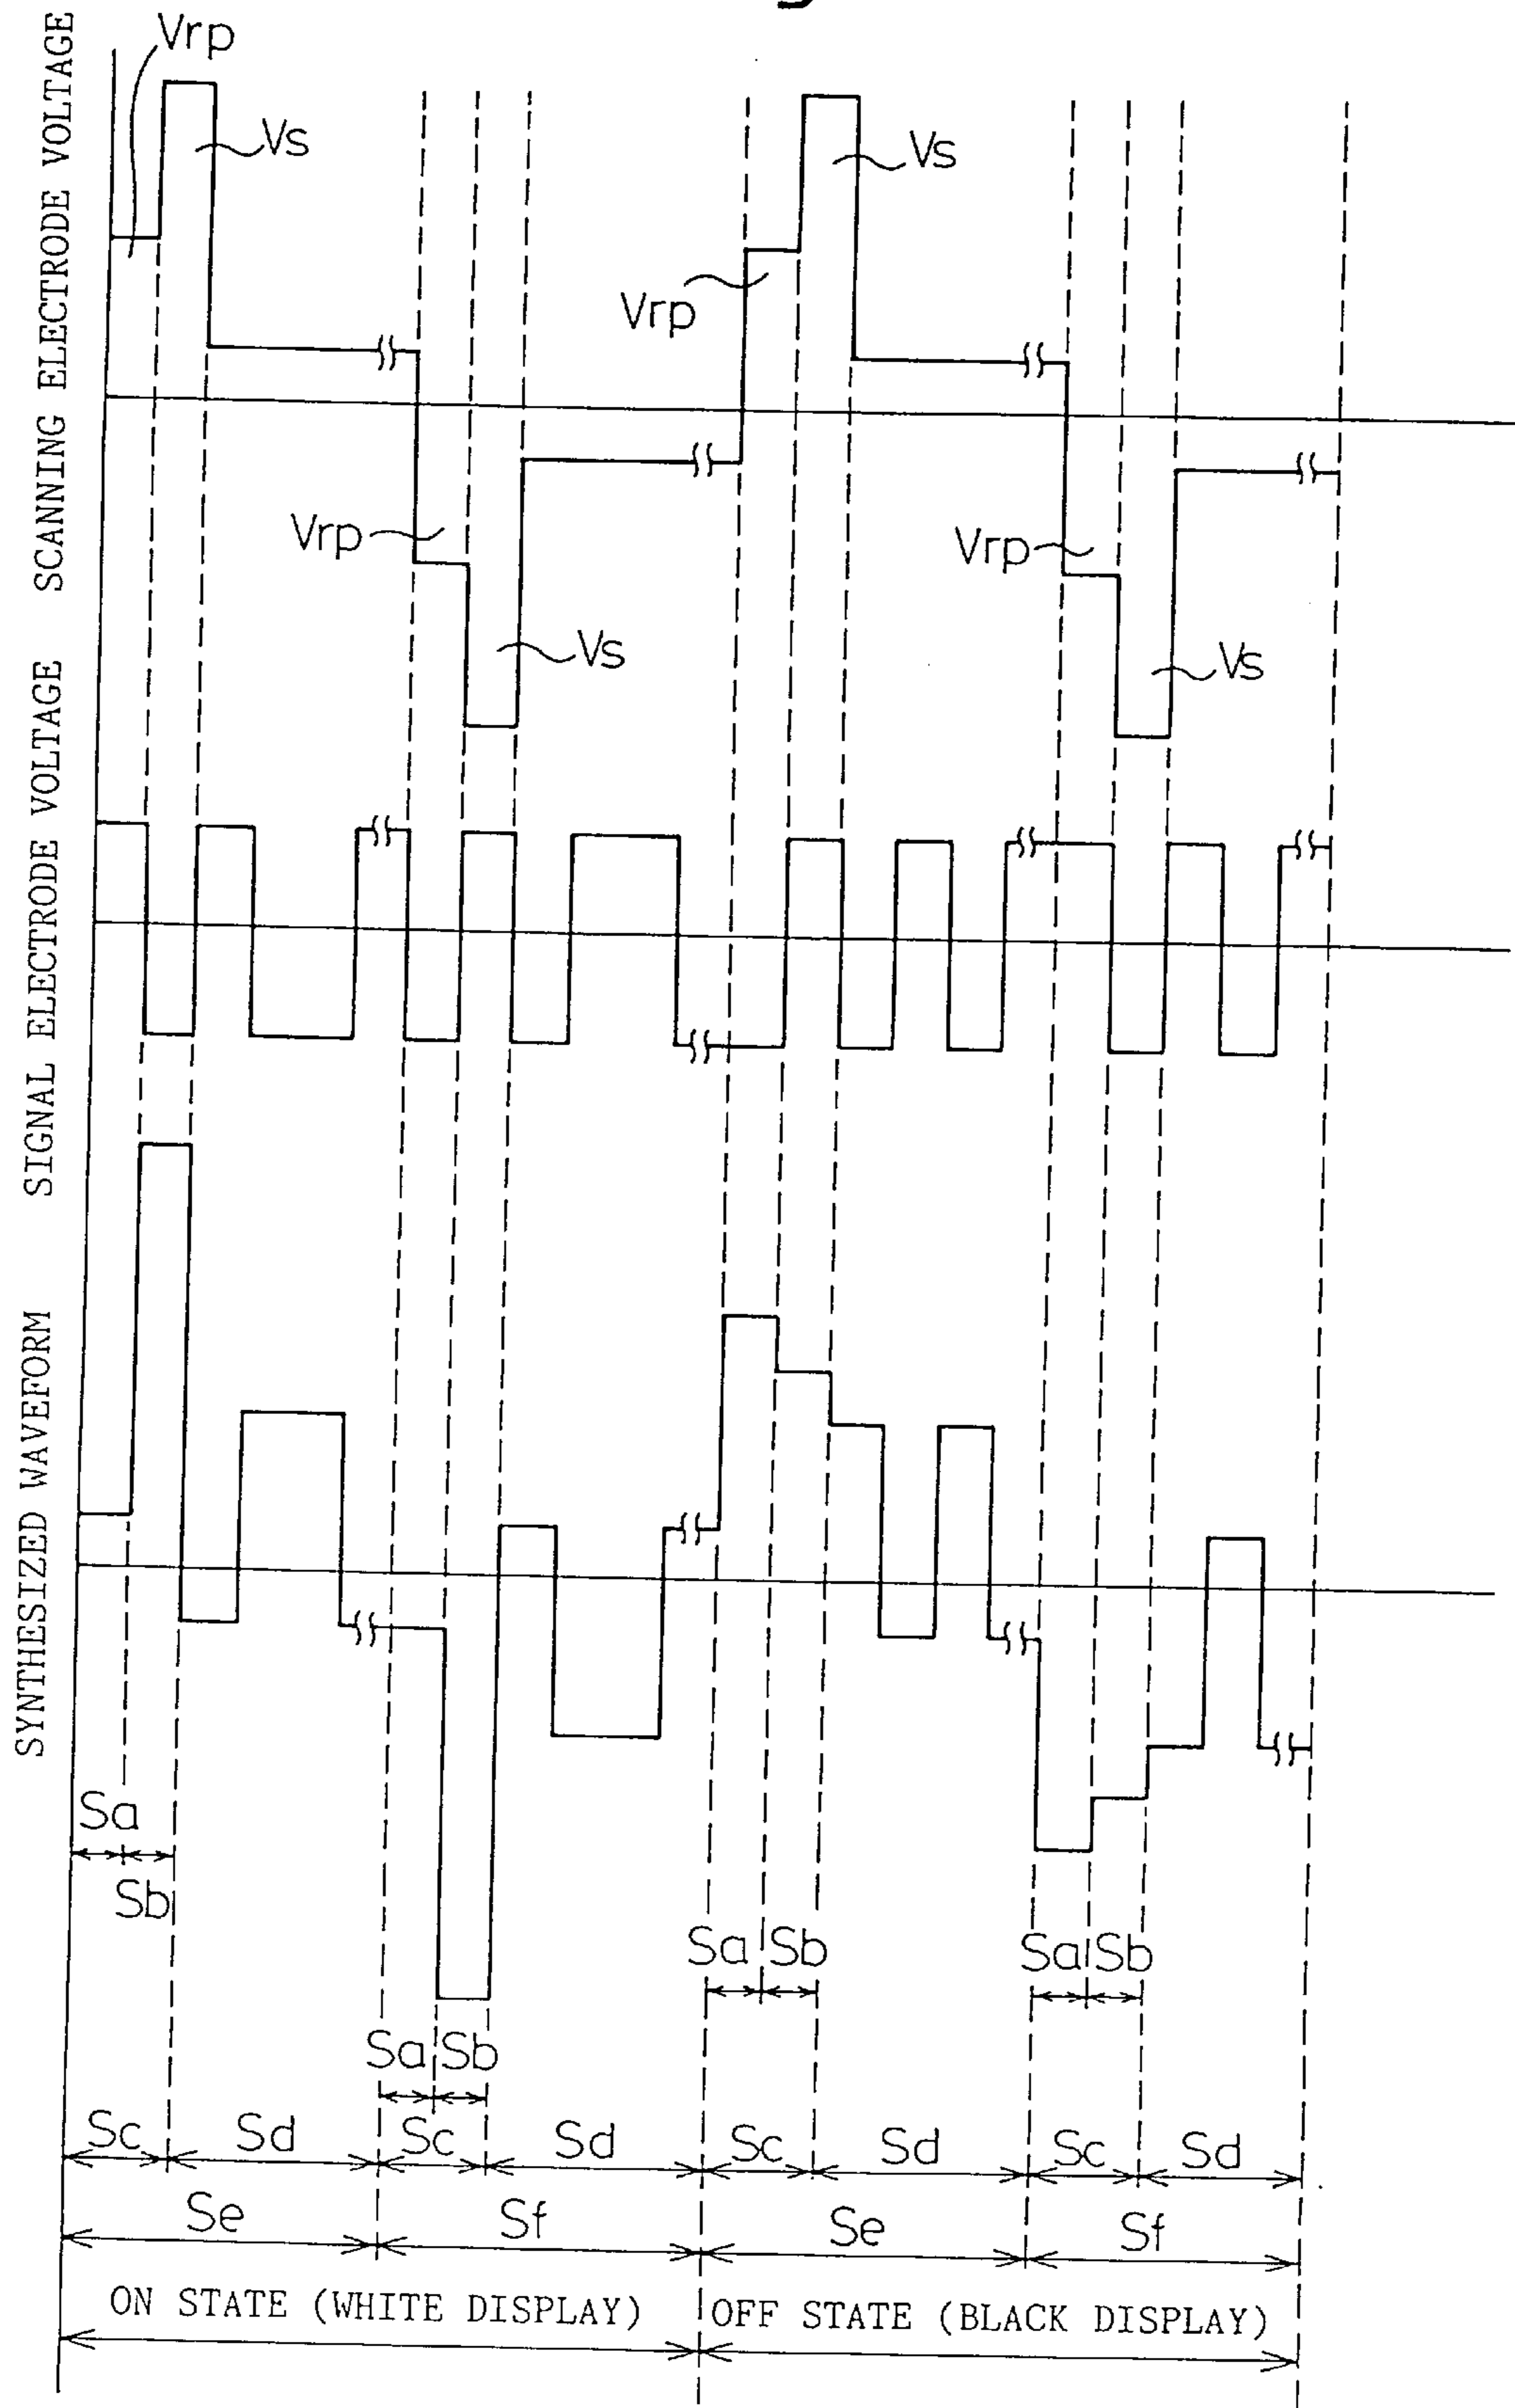 SCANNING ELECTRODE VOLTAGE
Vrp
Vs
Vs
Vrp
Vrp
Vrp
Vs
Vs
SIGNAL ELECTRODE VOLTAGE
SYNTHESIZED WAVEFORM
Sa
Sb
Sa Sb
Sa Sb
Sa Sb
Sc Sd Sc Sd Sc Sd Sc Sd
Se Sf Se Sf
ON STATE (WHITE DISPLAY) OFF STATE (BLACK DISPLAY)